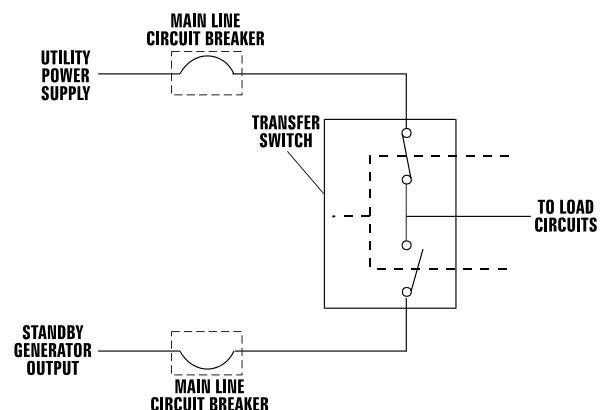 MAIN LINE
CIRCUIT BREAKER
UTILITY
POWER
SUPPLY
TRANSFER
SWITCH
TO LOAD
CIRCUITS
STANDBY
GENERATOR
OUTPUT
MAIN LINE
CIRCUIT BREAKER